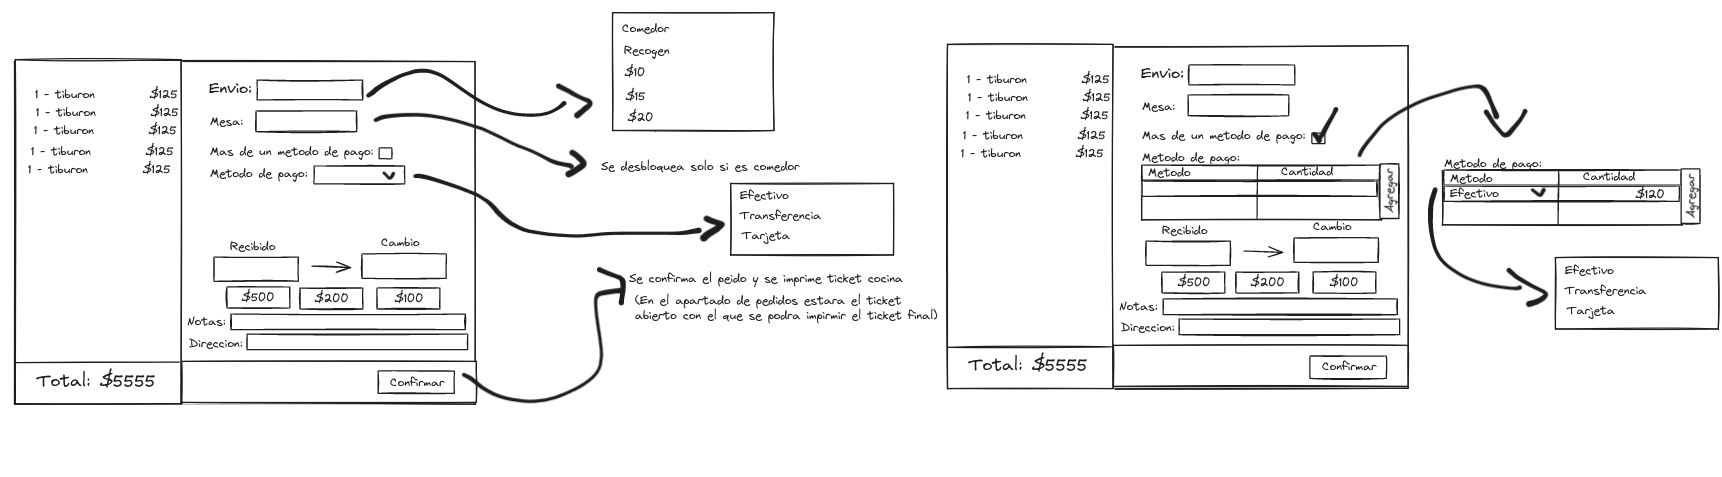 1 - tiburon $125
1 - tiburon $125
1 - tiburon $125
1 - tiburon $125
1 - tiburon $125
Total: $5555
Envio:
Mesa:
Mas de un metodo de pago:
Metodo de pago:
Recibido
Cambio
$500 $200 $100
Notas:
Direccion:
Confirmar
Comedor
Recogen
$10
$15
$20
Se desbloquea solo si es comedor
Efectivo
Transferencia
Tarjeta
Se confirma el peido y se imprime ticket cocina
(En el apartado de pedidos estara el ticket
abierto con el que se podra impirmir el ticket final)
1 - tiburon $125
1 - tiburon $125
1 - tiburon $125
1 - tiburon $125
1 - tiburon $125
Total: $5555
Envio:
Mesa:
Mas de un metodo de pago:
Metodo de pago:
Metodo Cantidad
Agregar
Recibido
Cambio
$500 $200 $100
Notas:
Direccion:
Confirmar
Metodo de pago:
Metodo Cantidad
Efectivo $120
Agregar
Efectivo
Transferencia
Tarjeta